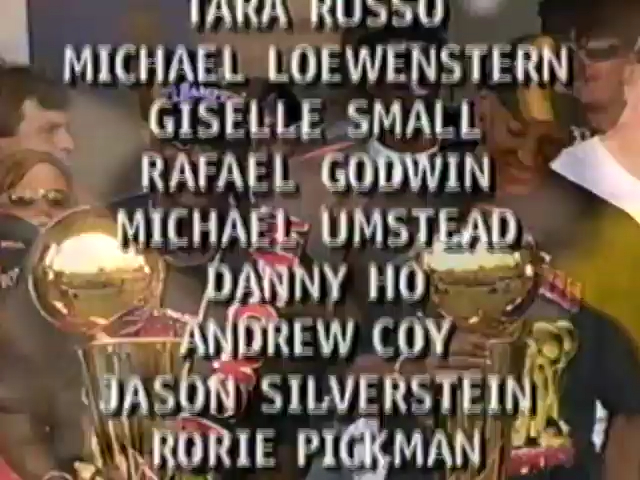 TARA RUSSO
MICHAEL LOEWENSTERN
GISELLE SMALL
RAFAEL GODWIN
MICHAEL UMSTEAD
DANNY HO
ANDREW COY
JASON SILVERSTEIN
RORIE PICKMAN